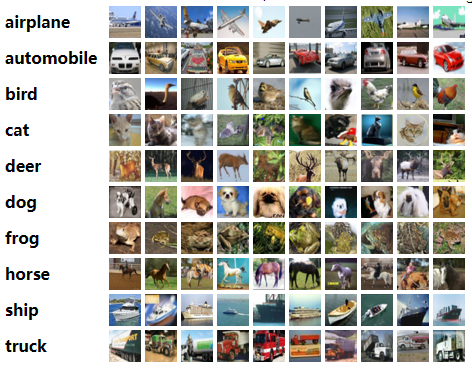 airplane
automobile
bird
cat
deer
dog
frog
horse
ship
truck